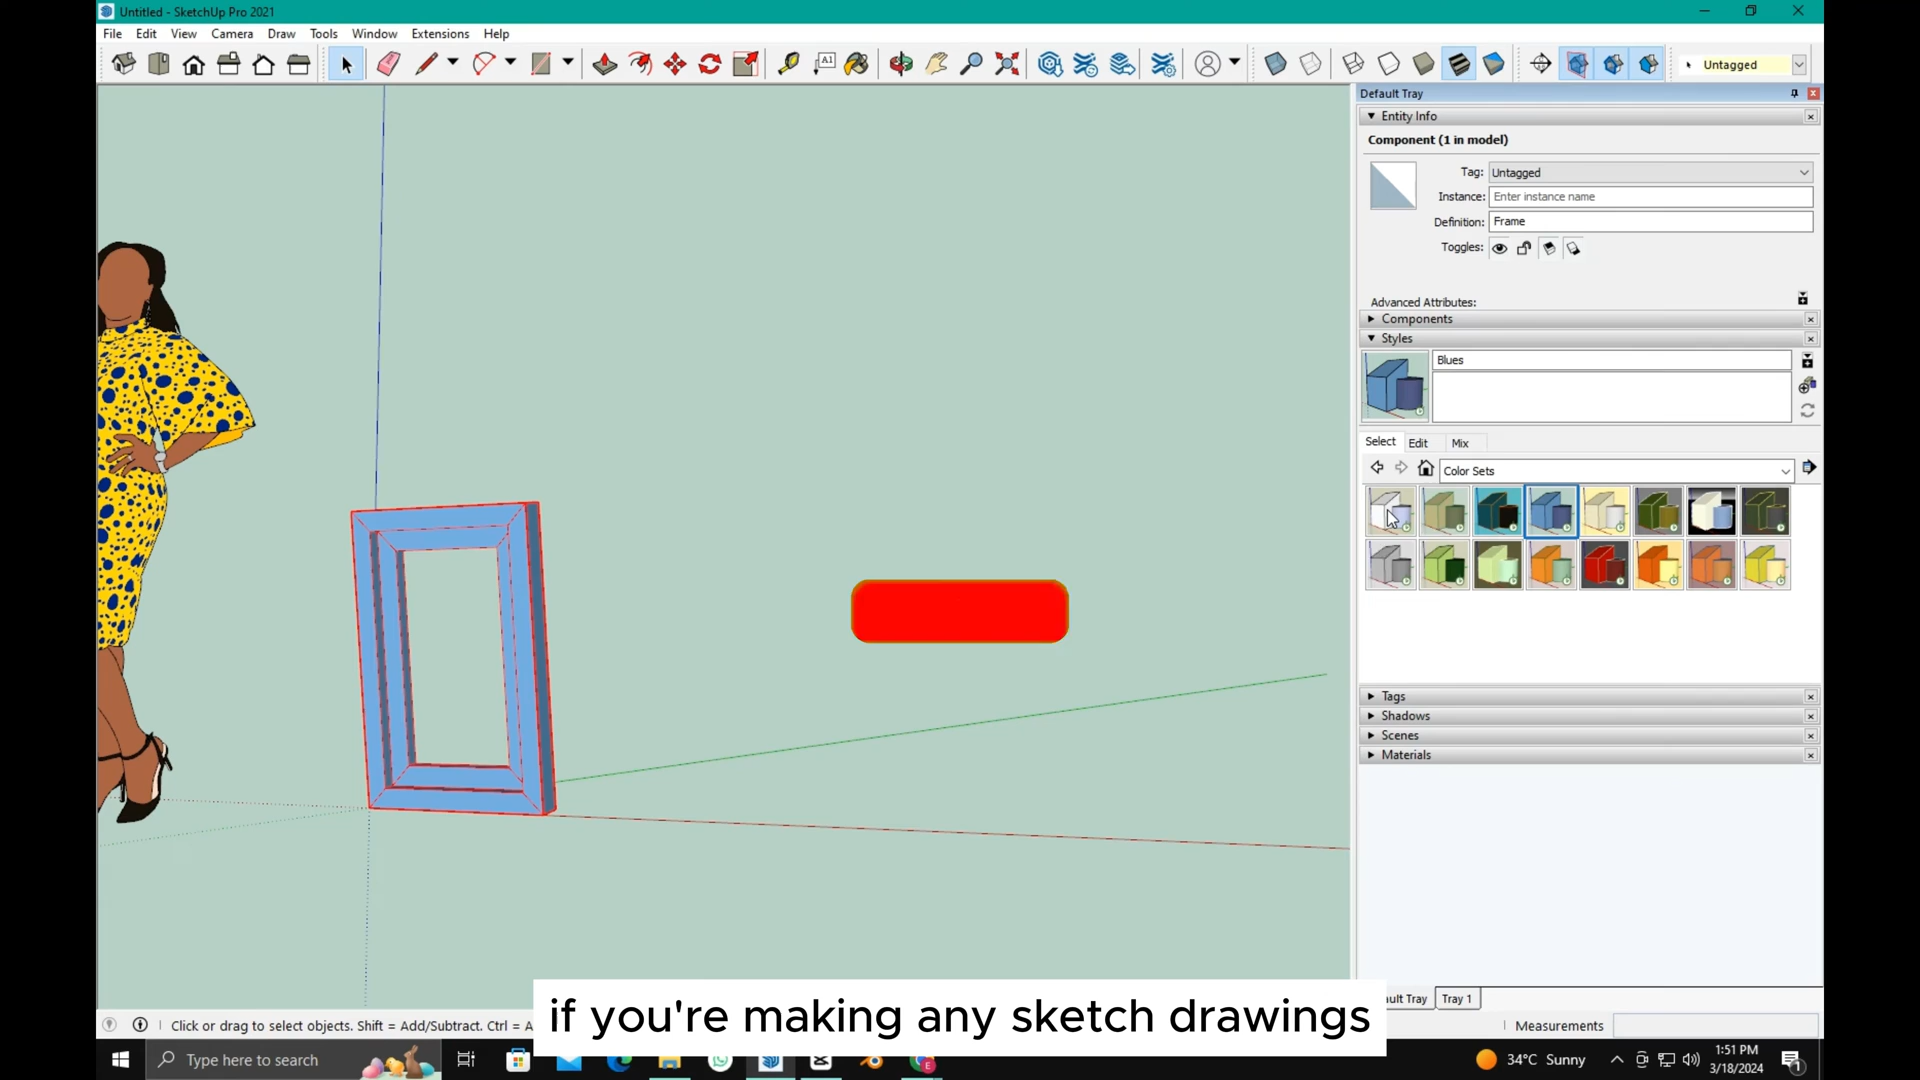 Untitled - SketchUp Pro 2021
File Edit View Camera Draw Tools Window Extensions Help
A1
Untagged
Default Tray
Entity Info
Component (1 in model)
Tag: Untagged
Instance: Enter instance name
Definition: Frame
Toggles:
Advanced Attributes:
Components
Styles
Blues
Select Edit Mix
Color Sets
Tags
Shadows
Scenes
Materials
ult Tray Tray 1
if you're making any sketch drawings
Click or drag to select objects. Shift = Add/Subtract. Ctrl = A
Measurements
Type here to search
34°C Sunny
1:51 PM
3/18/2024
1